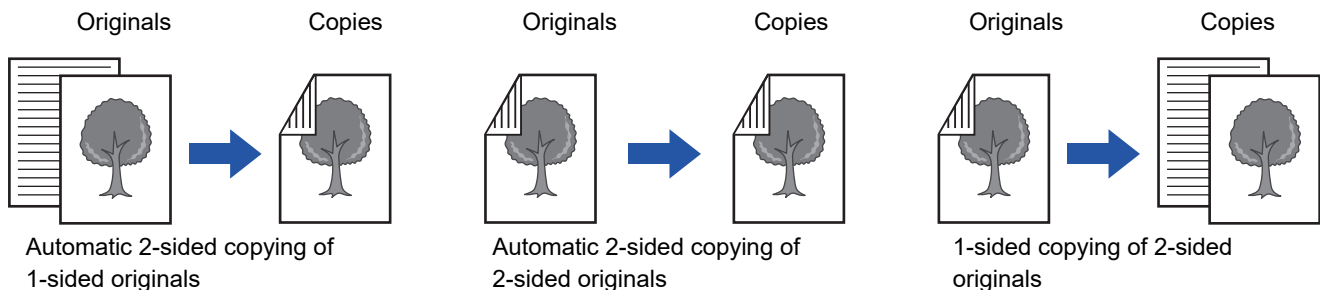 Originals Copies Originals Copies Originals Copies
Automatic 2-sided copying of
1-sided originals
Automatic 2-sided copying of
2-sided originals
1-sided copying of 2-sided
originals